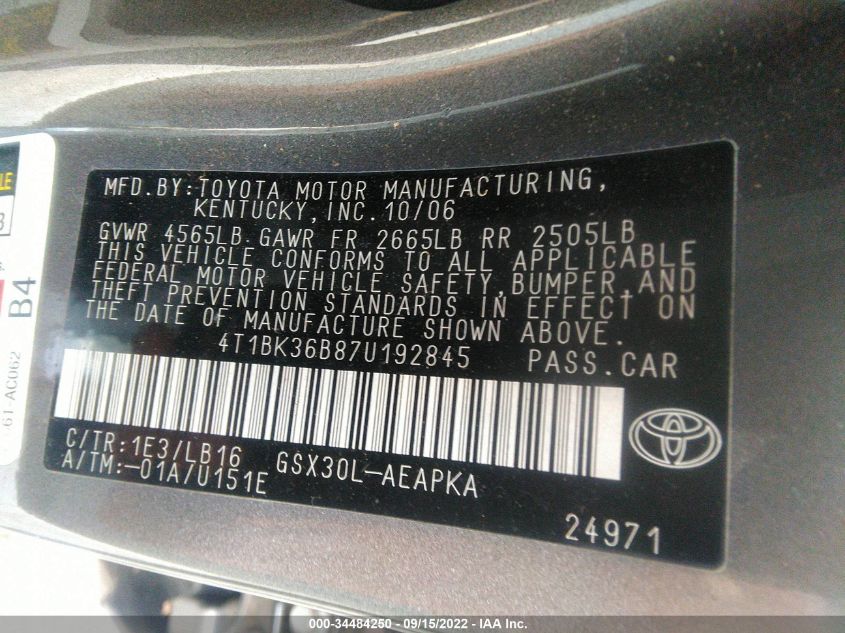 MFD.BY:TOYOTA MOTOR MANUFACTURING,
KENTUCKY, INC. 10/06
GVWR 4565LB GAWR FR 2665LB RR 2505LB
THIS VEHICLE CONFORMS TO ALL APPLICABLE
FEDERAL MOTOR VEHICLE SAFETY, BUMPER, AND
THEFT PREVENTION STANDARDS IN EFFECT ON
THE DATE OF MANUFACTURE SHOWN ABOVE.
4T1BK36B87U192845 PASS.CAR
C/TR:1E3/LB16 GSX30L-AEAPKA
A/TM:-01A/U151E
24971
B4
61-AC062
000-34484250 - 09/15/2022 - IAA Inc.